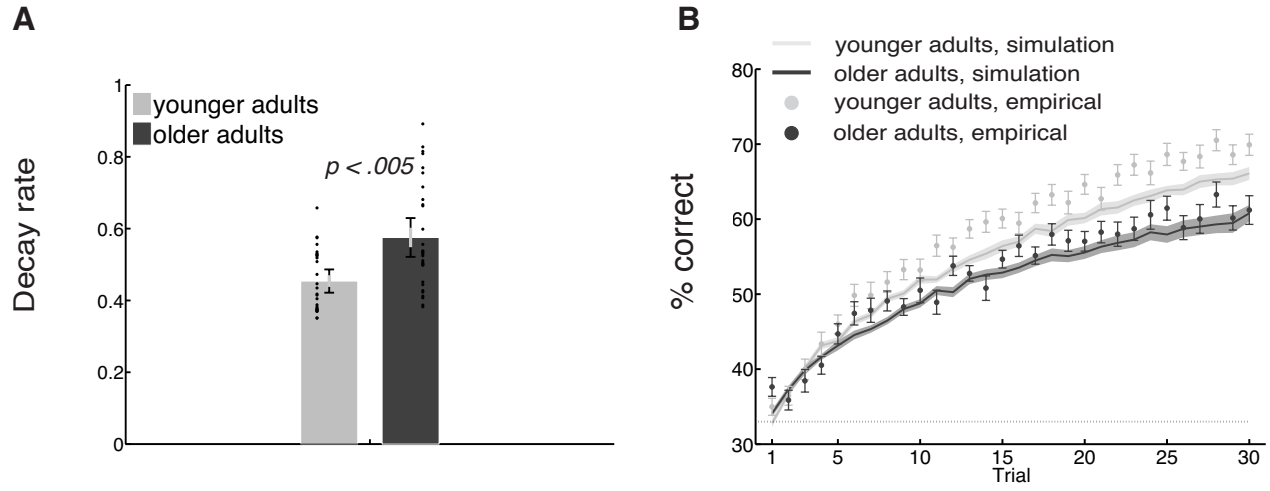 A
Decay rate
1
0.8
0.6
0.4
0.2
0
younger adults
older adults
p < .005
B
younger adults, simulation
older adults, simulation
younger adults, empirical
older adults, empirical
% correct
80
70
60
50
40
30
1 5 10 15 20 25 30
Trial